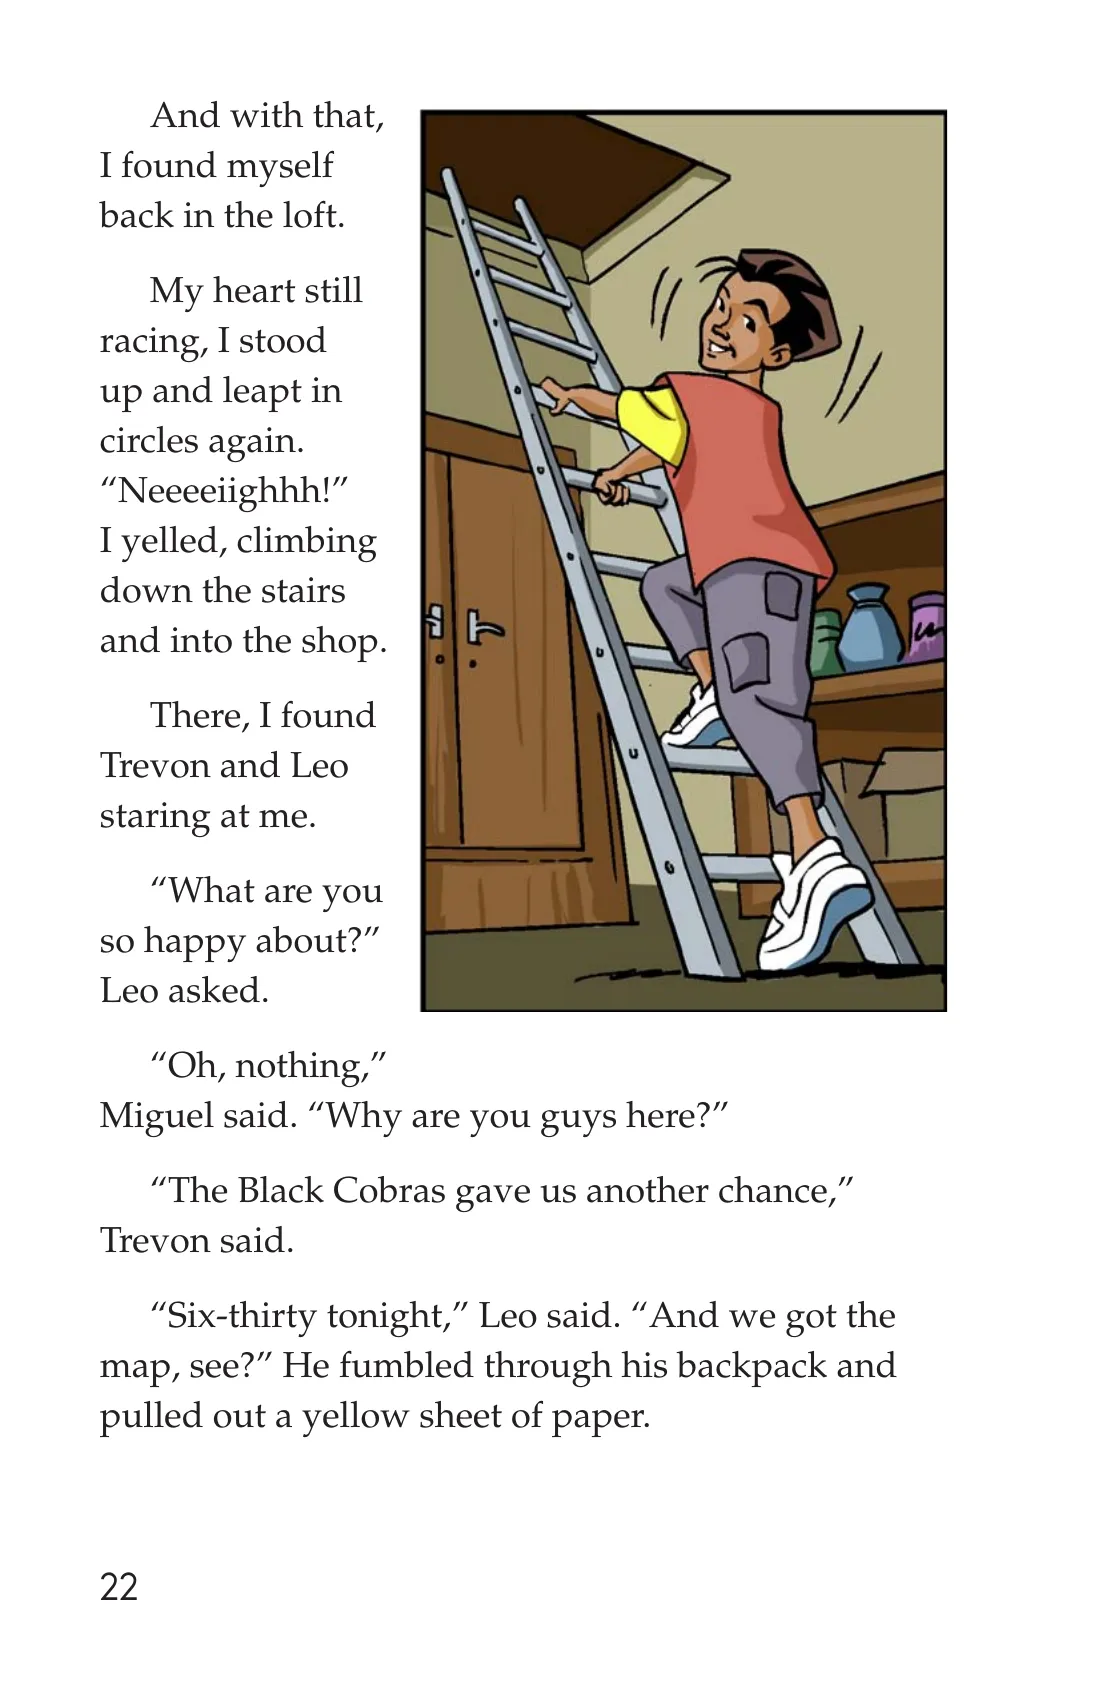 And with that,
I found myself
back in the loft.
My heart still
racing, I stood
up and leapt in
circles again.
“Neeeeiighhh!”
I yelled, climbing
down the stairs
and into the shop.
There, I found
Trevon and Leo
staring at me.
“What are you
so happy about?”
Leo asked.
“Oh, nothing,”
Miguel said. “Why are you guys here?”
“The Black Cobras gave us another chance,”
Trevon said.
“Six-thirty tonight,” Leo said. “And we got the
map, see?” He fumbled through his backpack and
pulled out a yellow sheet of paper.
22